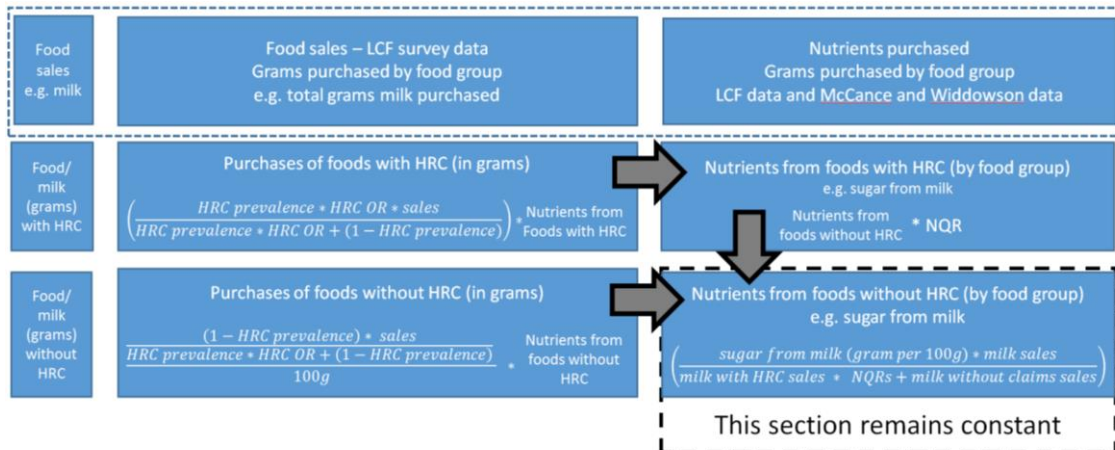 Food
sales
e.g. milk
Food sales – LCF survey data
Grams purchased by food group
e.g. total grams milk purchased
Nutrients purchased
Grams purchased by food group
LCF data and McCance and Widdowson data
Food/
milk
(grams)
with HRC
Purchases of foods with HRC (in grams)
(HRC prevalence * HRC OR * sales
HRC prevalence * HRC OR + (1 − HRC prevalence)) * Nutrients from
Foods with HRC
Nutrients from foods with HRC (by food group)
e.g. sugar from milk
Nutrients from
foods without HRC * NQR
Food/
milk
(grams)
without
HRC
Purchases of foods without HRC (in grams)
(1 − HRC prevalence) * sales
HRC prevalence * HRC OR + (1 − HRC prevalence)
100g
* Nutrients from
foods without
HRC
Nutrients from foods without HRC (by food group)
e.g. sugar from milk
(sugar from milk (gram per 100g) * milk sales
milk with HRC sales * NQRs + milk without claims sales)
This section remains constant